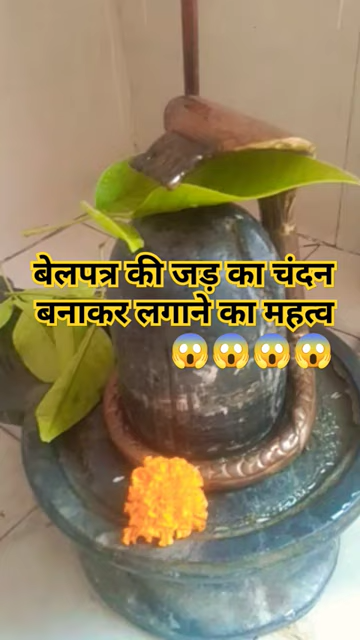 बेलपत्र की जड़ का चंदन
बनाकर लगाने का महत्व
😱😱😱😱